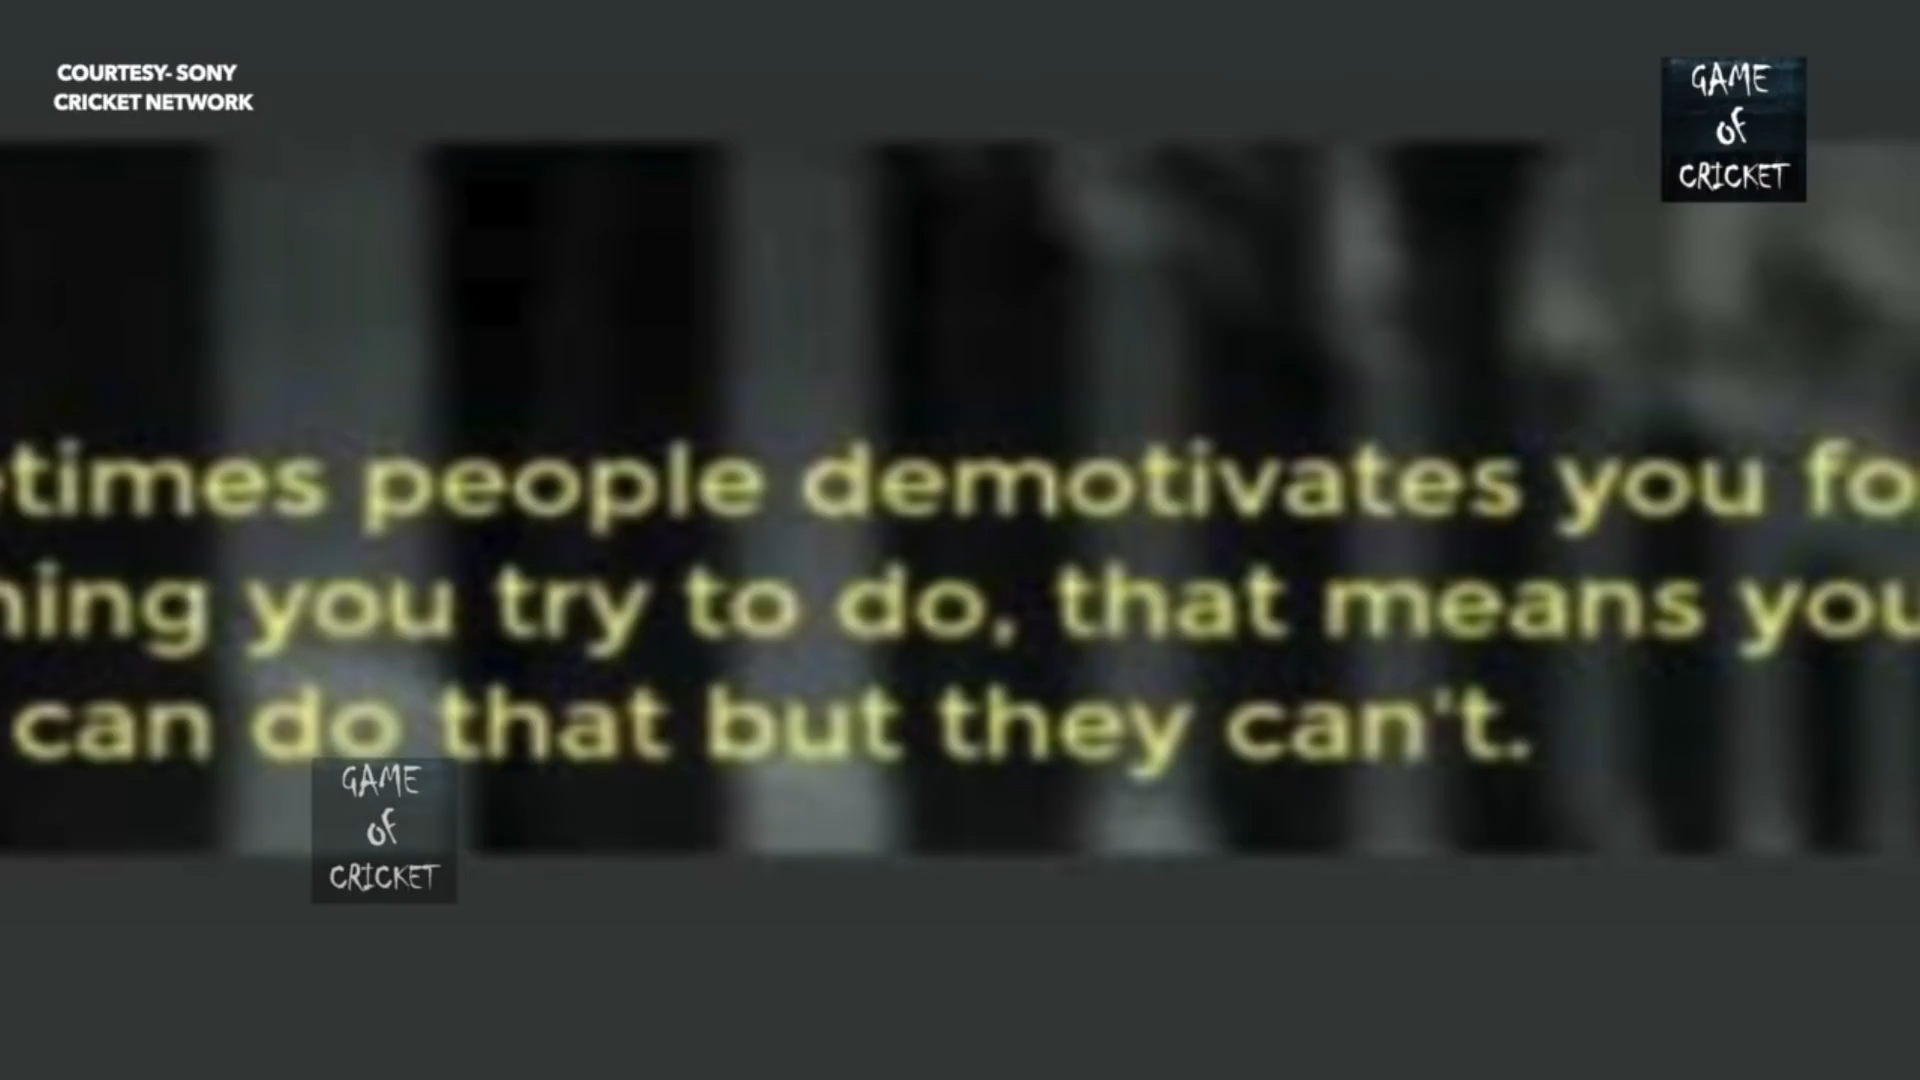 COURTESY- SONY
CRICKET NETWORK
GAME
of
CRICKET
times people demotivates you fo
ing you try to do, that means you
can do that but they can't.
GAME
of
CRICKET